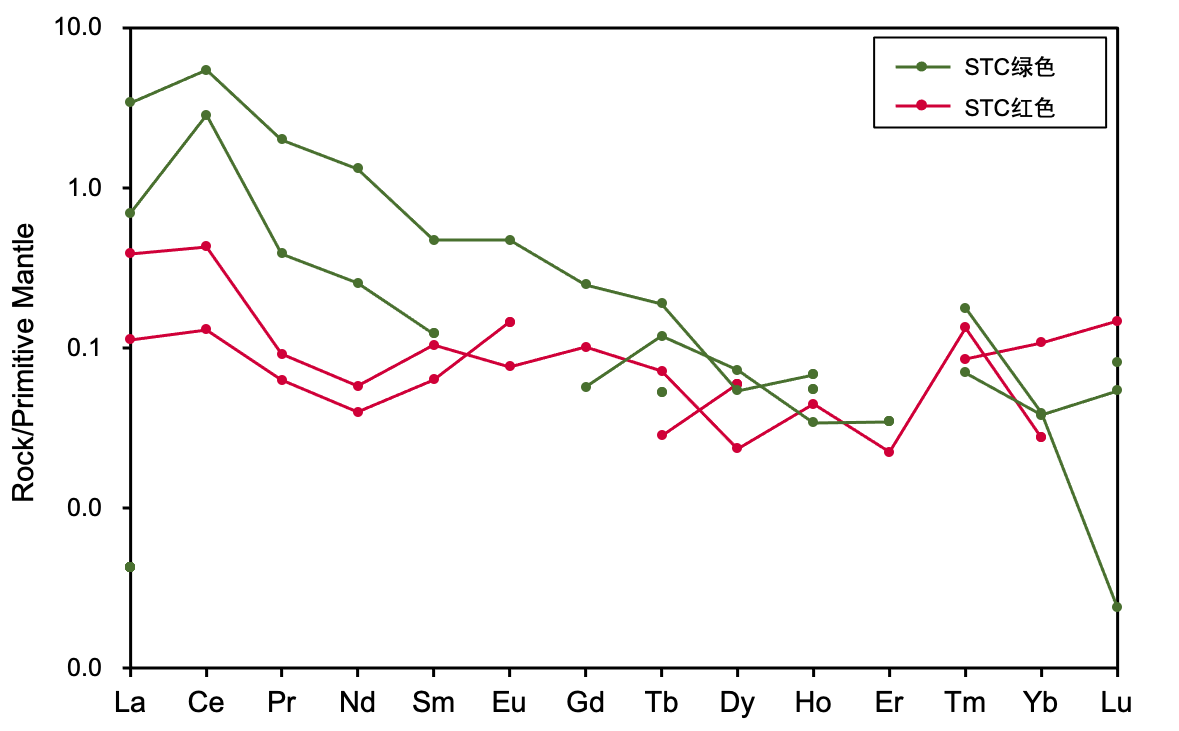 10.0
1.0
0.1
0.0
0.0
Rock/Primitive Mantle
STC绿色
STC红色
La Ce Pr Nd Sm Eu Gd Tb Dy Ho Er Tm Yb Lu